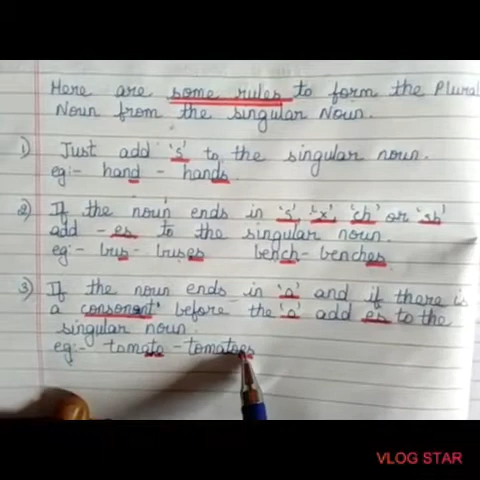 Here are some rules to form the Plural
Noun from the singular Noun.
1) Just add 's' to the singular noun.
eg:- hand - hands
2) If the noun ends in 's', 'x', 'ch' or 'sh'
add - es to the singular noun.
eg:- bus - buses bench - benches
3) If the noun ends in 'o' and if there is
a consonant before the 'o' add es to the
singular noun.
eg:- tomato - tomatoes
VLOG STAR